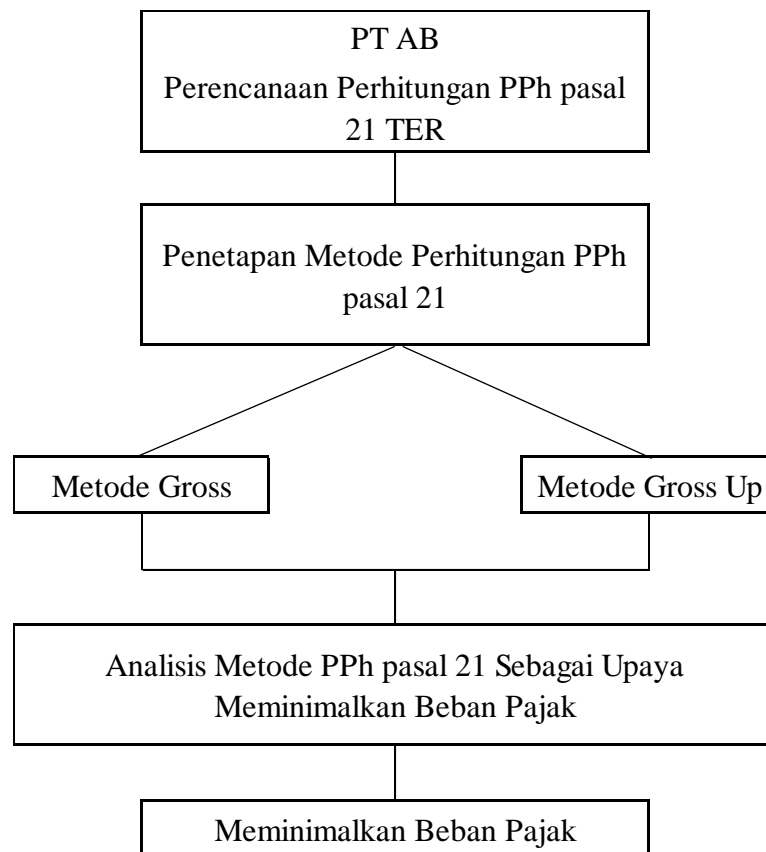 PT AB
Perencanaan Perhitungan PPh pasal
21 TER
Penetapan Metode Perhitungan PPh
pasal 21
Metode Gross
Metode Gross Up
Analisis Metode PPh pasal 21 Sebagai Upaya
Meminimalkan Beban Pajak
Meminimalkan Beban Pajak